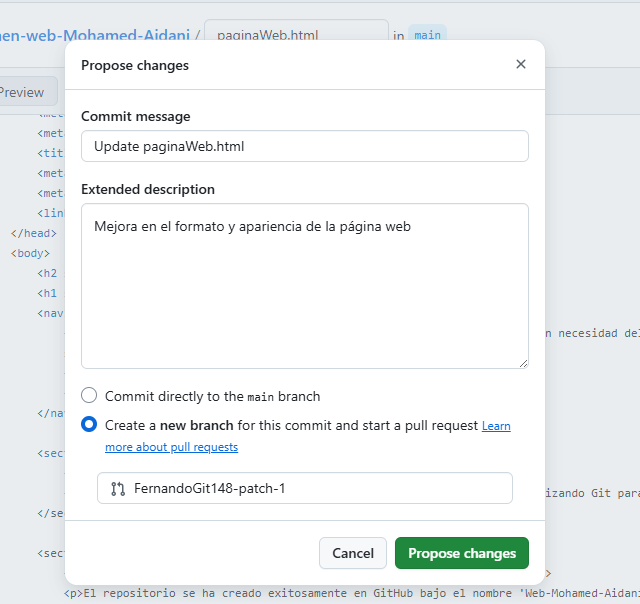 en-web-Mohamed-Aidani / paginaWeb.html in main
Propose changes
Preview
Commit message
<met
Update paginaWeb.html
<tit
<met
Extended description
<met
<lin
Mejora en el formato y apariencia de la página web
</head>
<body>
<h2
<h1
<nav
n necesidad del
Commit directly to the main branch
</na
Create a new branch for this commit and start a pull request Learn
more about pull requests
<sec
FernandoGit148-patch-1
izando Git para
</se
Cancel
Propose changes
<sec
>
<p>El repositorio se ha creado exitosamente en GitHub bajo el nombre 'Web-Mohamed-Aidani